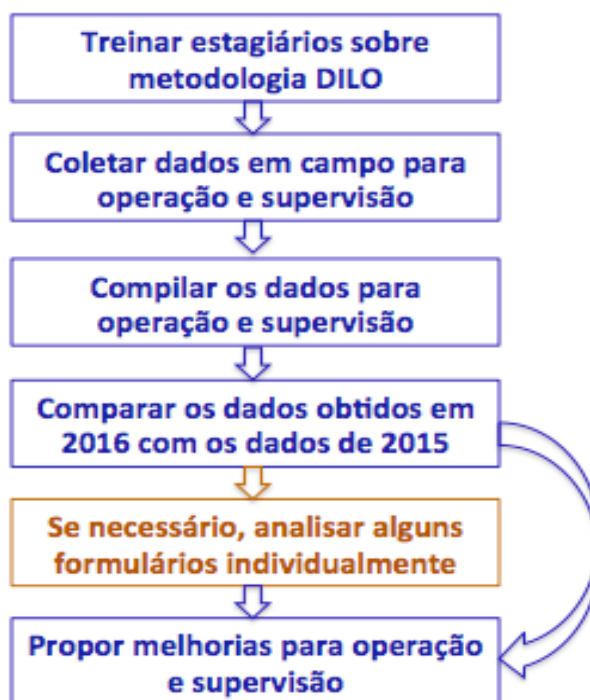 Treinar estagiários sobre
metodologia DILO
Coletar dados em campo para
operação e supervisão
Compilar os dados para
operação e supervisão
Comparar os dados obtidos em
2016 com os dados de 2015
Se necessário, analisar alguns
formulários individualmente
Propor melhorias para operação
e supervisão